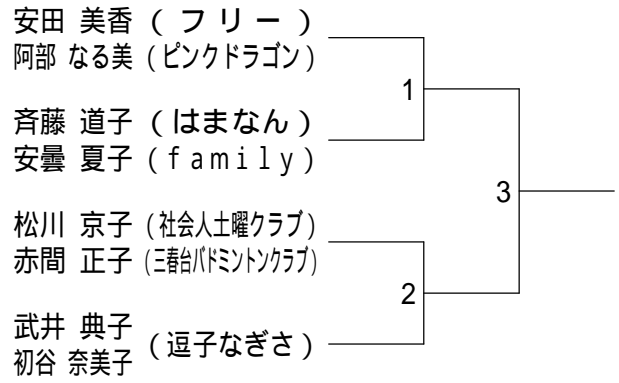 安田 美香 ( フ リ ー )
阿部 なる美 ( ピンクドラゴン )
1
斉藤 道子 ( はまなん )
安曇 夏子 ( f a m i l y )
3
松川 京子 ( 社会人土曜クラブ )
赤間 正子 ( 三春台バドミントンクラブ )
2
武井 典子
初谷 奈美子
( 逗子なぎさ )